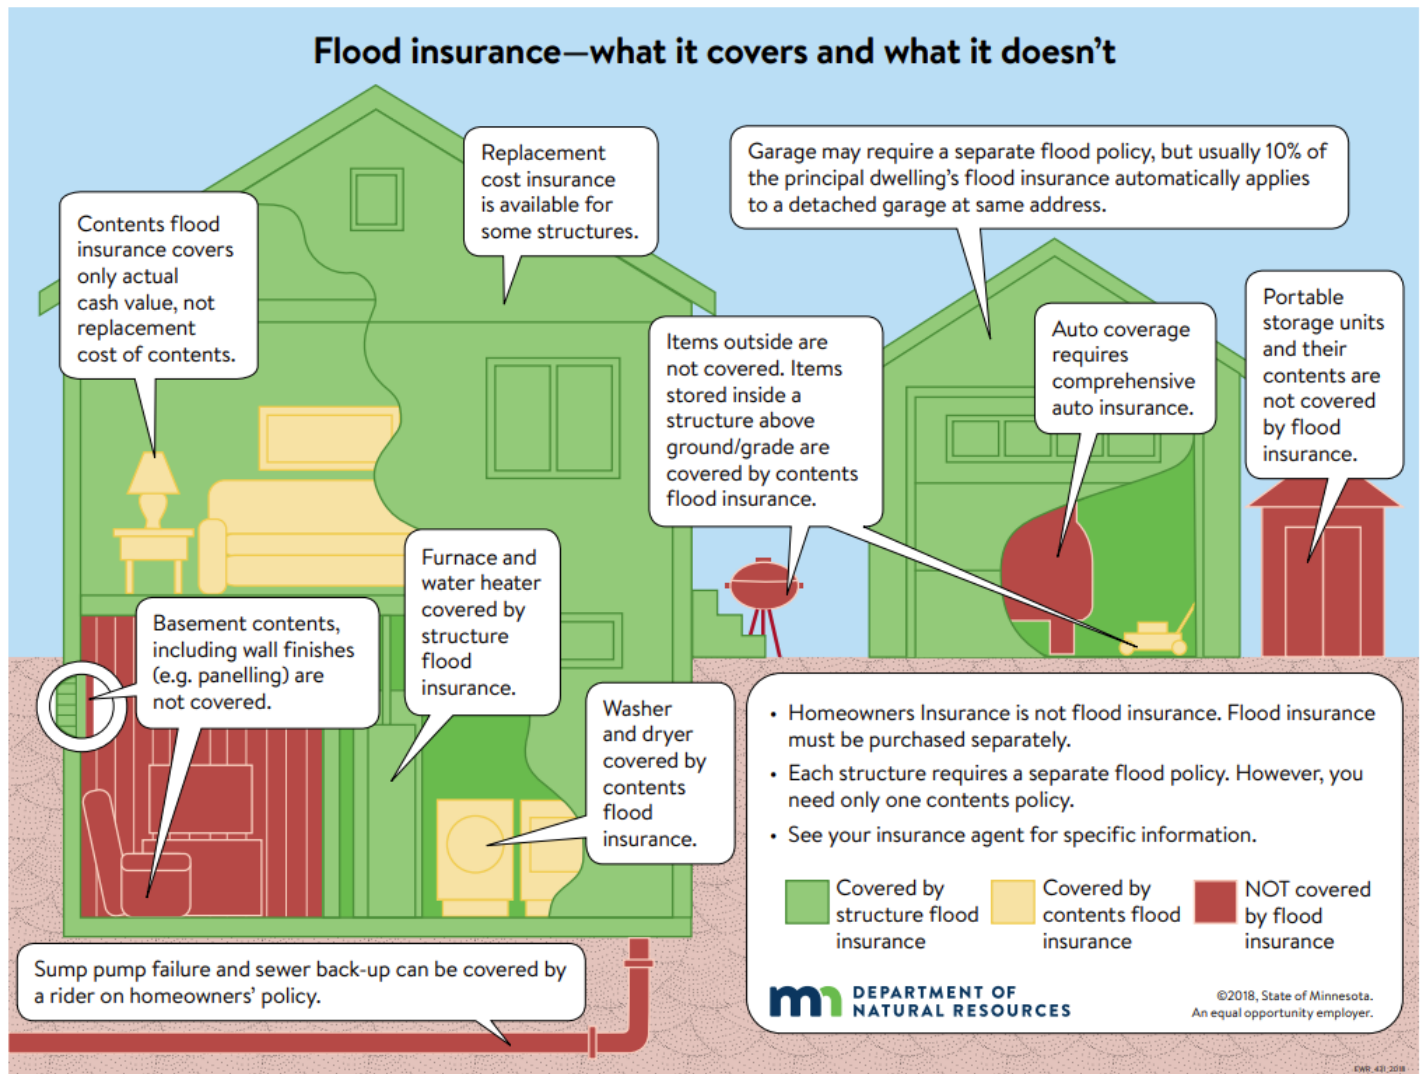 Flood insurance—what it covers and what it doesn't
Replacement
cost insurance
is available for
some structures.
Garage may require a separate flood policy, but usually 10% of
the principal dwelling's flood insurance automatically applies
to a detached garage at same address.
Contents flood
insurance covers
only actual
cash value, not
replacement
cost of contents.
Items outside are
not covered. Items
stored inside a
structure above
ground/grade are
covered by contents
flood insurance.
Auto coverage
requires
comprehensive
auto insurance.
Portable
storage units
and their
contents are
not covered
by flood
insurance.
Furnace and
water heater
covered by
structure
flood
insurance.
Basement contents,
including wall finishes
(e.g. panelling) are
not covered.
Washer
and dryer
covered by
contents
flood
insurance.
• Homeowners Insurance is not flood insurance. Flood insurance
must be purchased separately.
• Each structure requires a separate flood policy. However, you
need only one contents policy.
• See your insurance agent for specific information.
Covered by
structure flood
insurance
Covered by
contents flood
insurance
NOT covered
by flood
insurance
Sump pump failure and sewer back-up can be covered by
a rider on homeowners' policy.
mn DEPARTMENT OF
NATURAL RESOURCES
©2018, State of Minnesota.
An equal opportunity employer.
EWR_421_2018